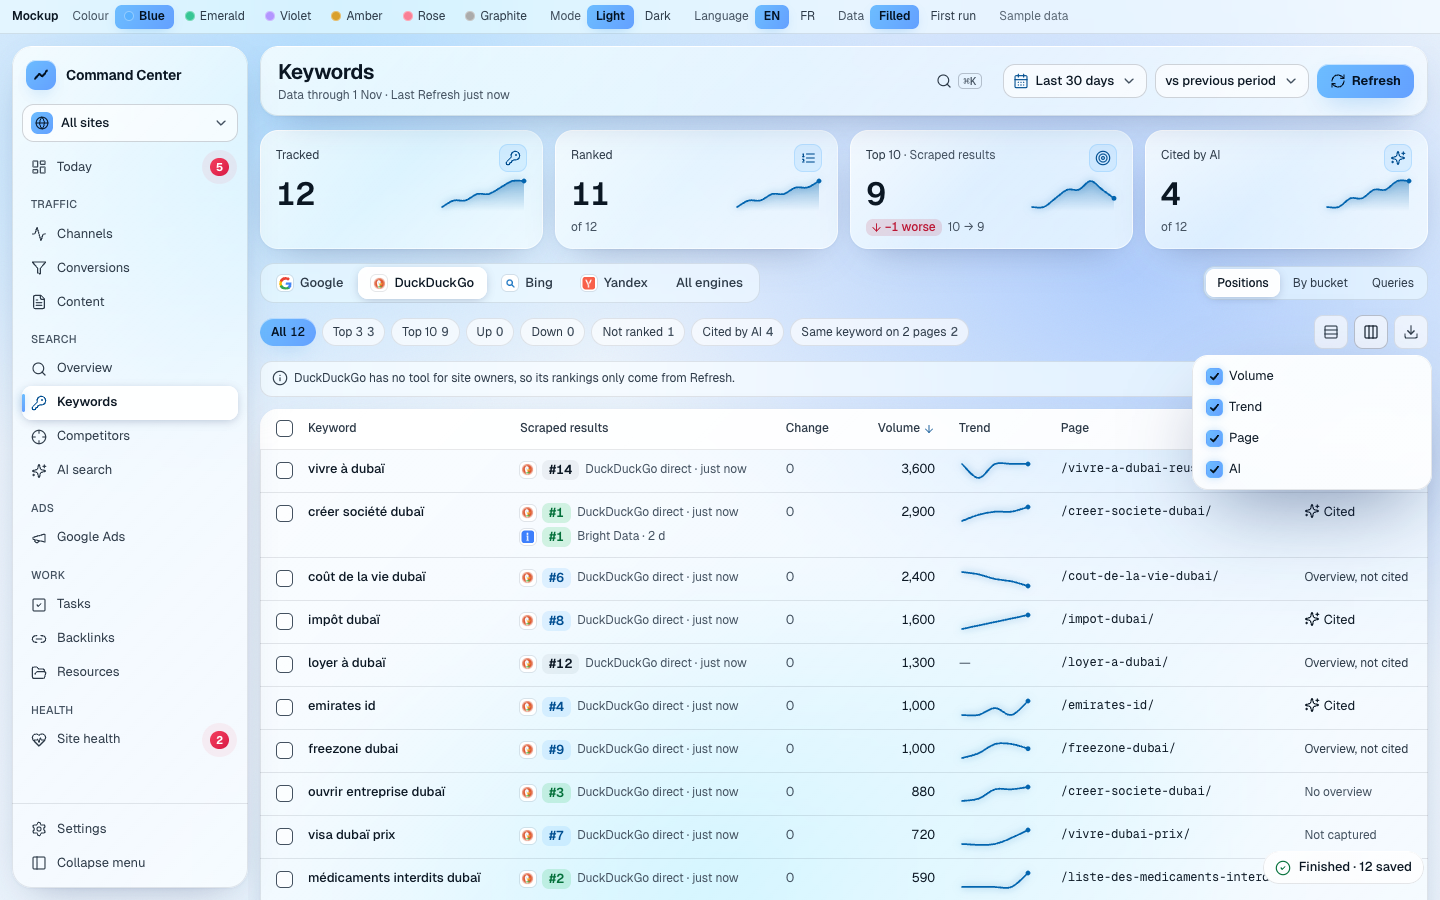 Mockup Colour Blue Emerald Violet Amber Rose Graphite Mode Light Dark Language EN FR Data Filled First run Sample data
Command Center
All sites
Today 5
TRAFFIC
Channels
Conversions
Content
SEARCH
Overview
Keywords
Competitors
AI search
ADS
Google Ads
WORK
Tasks
Backlinks
Resources
HEALTH
Site health 2
Settings
Collapse menu
Keywords
Data through 1 Nov · Last Refresh just now
⌘K
Last 30 days
vs previous period
Refresh
Tracked
12
Ranked
11
of 12
Top 10 · Scraped results
9
↓ −1 worse 10 → 9
Cited by AI
4
of 12
Google DuckDuckGo Bing Yandex All engines
Positions By bucket Queries
All 12 Top 3 3 Top 10 9 Up 0 Down 0 Not ranked 1 Cited by AI 4 Same keyword on 2 pages 2
DuckDuckGo has no tool for site owners, so its rankings only come from Refresh.
Volume
Trend
Page
AI
Keyword Scraped results Change Volume ↓ Trend Page
vivre à dubaï #14 DuckDuckGo direct · just now 0 3,600
créer société dubaï #1 DuckDuckGo direct · just now 0 2,900 /creer-societe-dubai/ Cited
#1 Bright Data · 2 d
coût de la vie dubaï #6 DuckDuckGo direct · just now 0 2,400 /cout-de-la-vie-dubai/ Overview, not cited
impôt dubaï #8 DuckDuckGo direct · just now 0 1,600 /impot-dubai/ Cited
loyer à dubaï #12 DuckDuckGo direct · just now 0 1,300 — /loyer-a-dubai/ Overview, not cited
emirates id #4 DuckDuckGo direct · just now 0 1,000 /emirates-id/ Cited
freezone dubai #9 DuckDuckGo direct · just now 0 1,000 /freezone-dubai/ Overview, not cited
ouvrir entreprise dubaï #3 DuckDuckGo direct · just now 0 880 /creer-societe-dubai/ No overview
visa dubaï prix #7 DuckDuckGo direct · just now 0 720 /vivre-dubai-prix/ Not captured
médicaments interdits dubaï #2 DuckDuckGo direct · just now 0 590
Finished · 12 saved